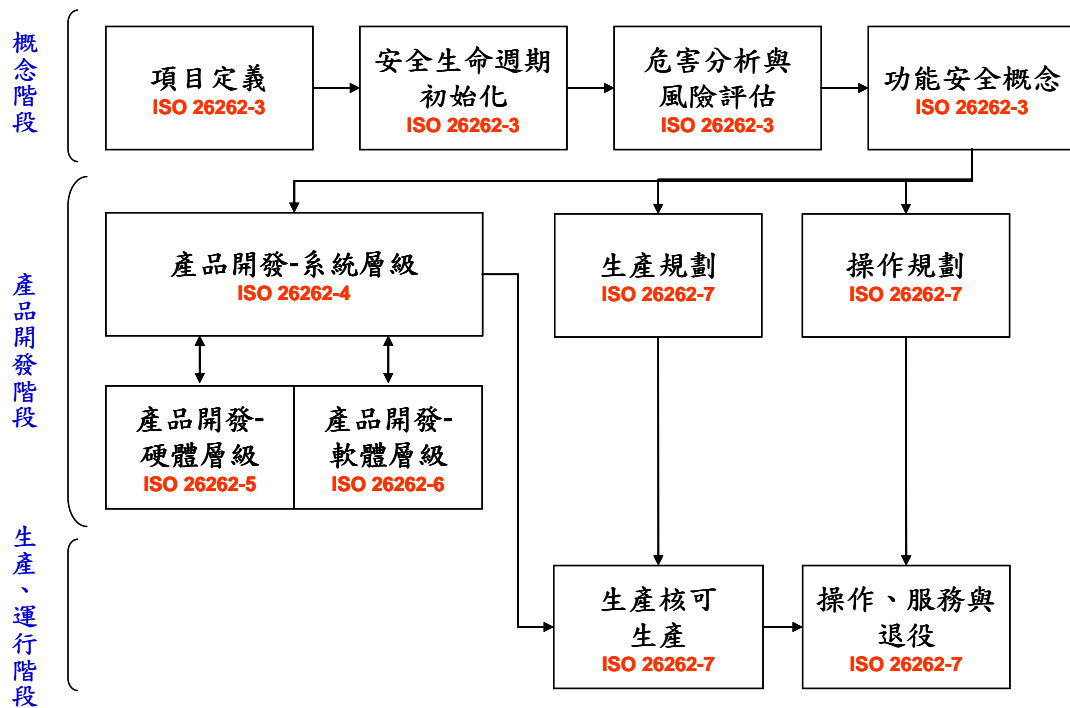 概念階段
項目定義
ISO 26262-3
安全生命週期
初始化
ISO 26262-3
危害分析與
風險評估
ISO 26262-3
功能安全概念
ISO 26262-3
產品開發階段
產品開發-系統層級
ISO 26262-4
生產規劃
ISO 26262-7
操作規劃
ISO 26262-7
產品開發-
硬體層級
ISO 26262-5
產品開發-
軟體層級
ISO 26262-6
生產、運行階段
生產核可
生產
ISO 26262-7
操作、服務與
退役
ISO 26262-7